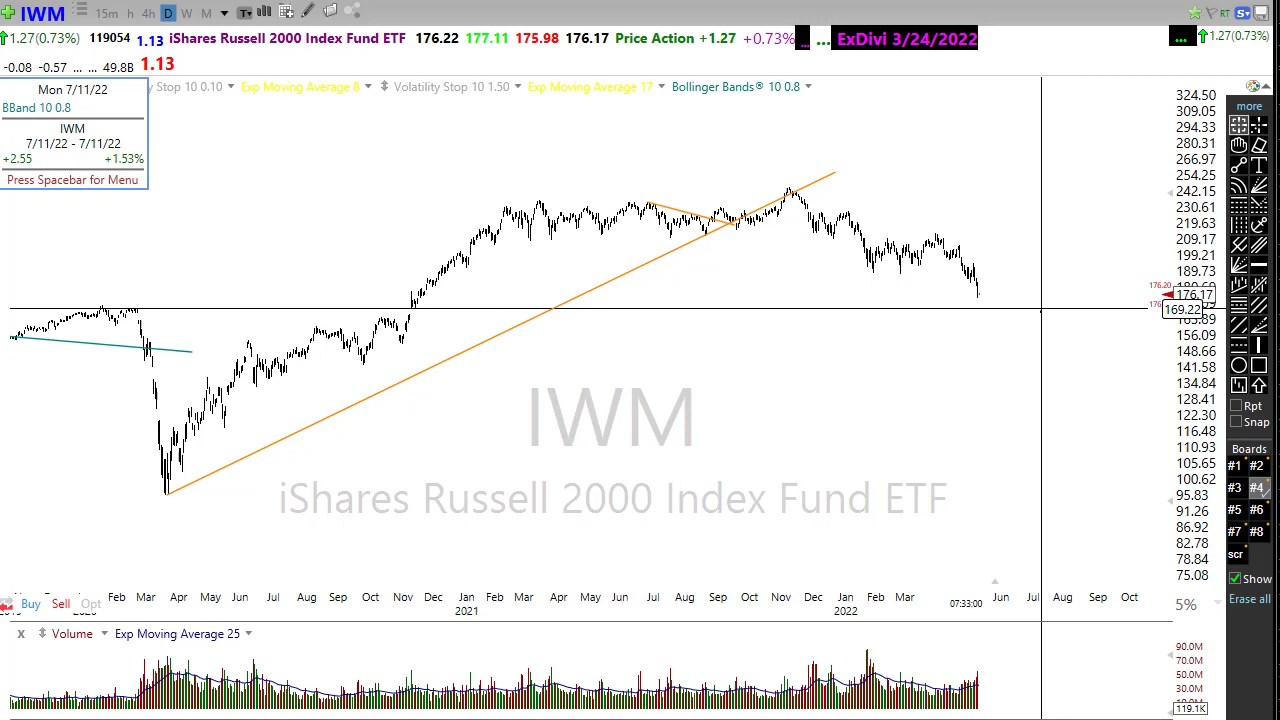 IWM 15m h 4h D W M T RT S
1.27(0.73%) 119054 1.13 iShares Russell 2000 Index Fund ETF 176.22 177.11 175.98 176.17 Price Action +1.27 +0.73% ... ... ExDivi 3/24/2022 ... 1.27(0.73%)
-0.08 -0.57 ... ... 49.8B 1.13
y Stop 10 0.10 Exp Moving Average 8 Volatility Stop 10 1.50 Exp Moving Average 17 Bollinger Bands® 10 0.8
Mon 7/11/22
BBand 10 0.8
IWM
7/11/22 - 7/11/22
+2.55 +1.53%
Press Spacebar for Menu
324.50
309.05
294.33
280.31
266.97
254.25
242.15
230.61
219.63
209.17
199.21
189.73
176.20
176.17
169.22
156.09
148.66
141.58
134.84
128.41
122.30
116.48
110.93
105.65
100.62
95.83
91.26
86.92
82.78
78.84
75.08
IWM
iShares Russell 2000 Index Fund ETF
more
Rpt
Snap
Boards
#1 #2
#3 #4
#5 #6
#7 #8
scr
Show
Erase all
Feb Mar Apr May Jun Jul Aug Sep Oct Nov Dec Jan Feb Mar Apr May Jun Jul Aug Sep Oct Nov Dec Jan Feb Mar 07:33:00 Jun Jul Aug Sep Oct
2021 2022
Buy Sell Opt
5%
X Volume Exp Moving Average 25
90.0M
70.0M
50.0M
30.0M
119.1K